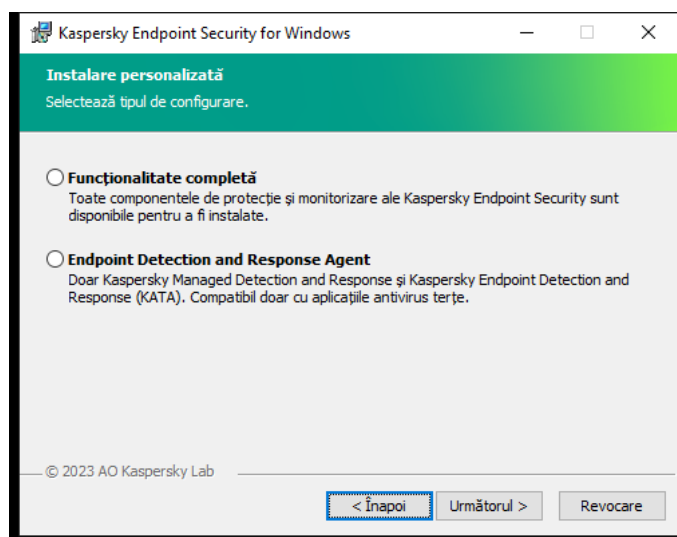 Kaspersky Endpoint Security for Windows
Instalare personalizată
Selectează tipul de configurare.
Funcționalitate completă
Toate componentele de protecție și monitorizare ale Kaspersky Endpoint Security sunt
disponibile pentru a fi instalate.
Endpoint Detection and Response Agent
Doar Kaspersky Managed Detection and Response și Kaspersky Endpoint Detection and
Response (KATA). Compatibil doar cu aplicațiile antivirus terțe.
© 2023 AO Kaspersky Lab
< Înapoi
Următorul >
Revocare